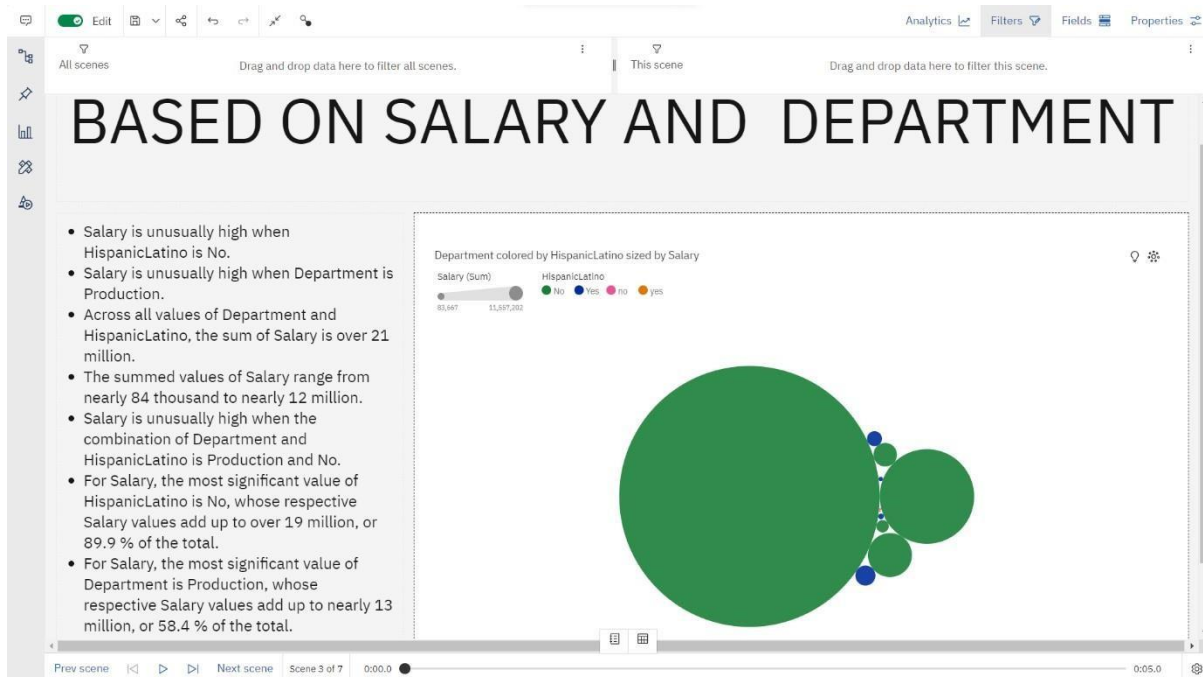 Edit
Analytics
Filters
Fields
Properties
All scenes
Drag and drop data here to filter all scenes.
This scene
Drag and drop data here to filter this scene.
BASED ON SALARY AND DEPARTMENT
• Salary is unusually high when
HispanicLatino is No.
• Salary is unusually high when Department is
Production.
• Across all values of Department and
HispanicLatino, the sum of Salary is over 21
million.
• The summed values of Salary range from
nearly 84 thousand to nearly 12 million.
• Salary is unusually high when the
combination of Department and
HispanicLatino is Production and No.
• For Salary, the most significant value of
HispanicLatino is No, whose respective
Salary values add up to over 19 million, or
89.9 % of the total.
• For Salary, the most significant value of
Department is Production, whose
respective Salary values add up to nearly 13
million, or 58.4 % of the total.
Department colored by HispanicLatino sized by Salary
Salary (Sum)
83,667
HispanicLatino
No Yes no yes
Prev scene
Next scene
Scene 3 of 7
0:00.0
0:05.0